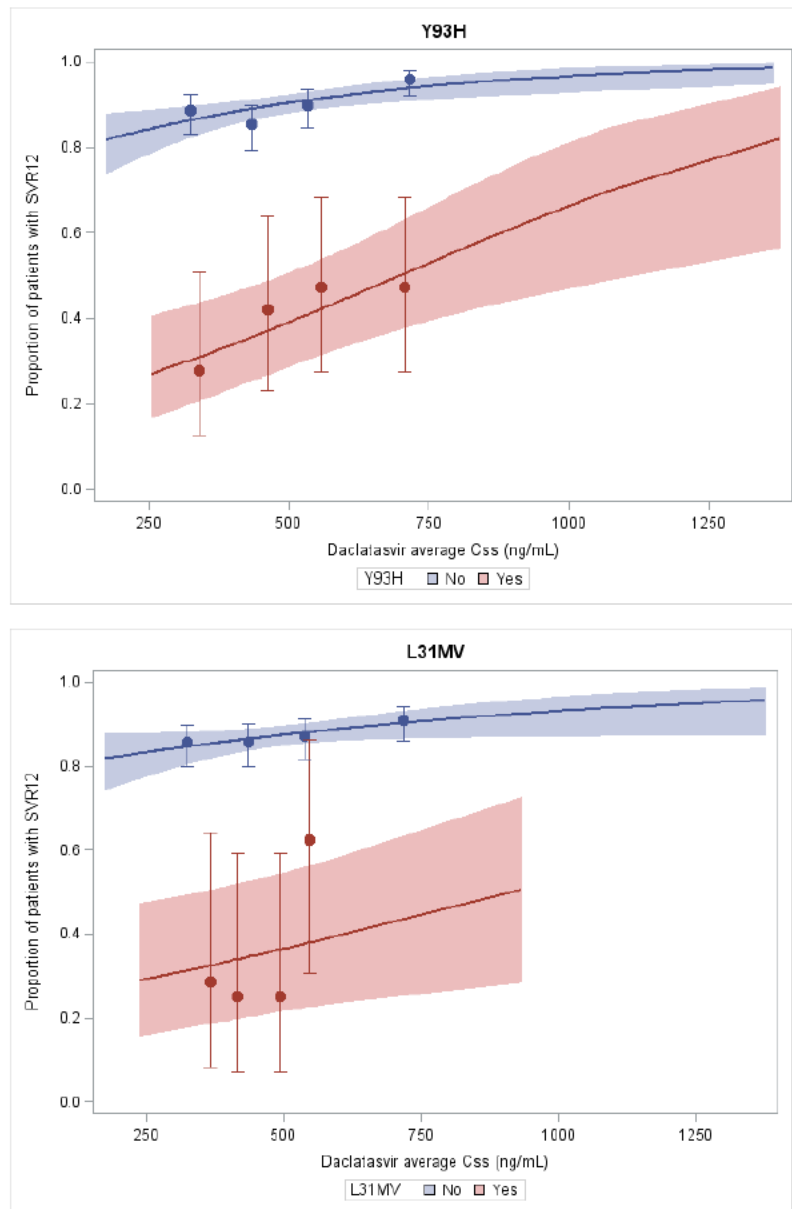 Y93H
Proportion of patients with SVR12
1.0
0.8
0.6
0.4
0.2
0.0
250 500 750 1000 1250
Daclatasvir average Css (ng/mL)
Y93H No Yes
L31MV
Proportion of patients with SVR12
1.0
0.8
0.6
0.4
0.2
0.0
250 500 750 1000 1250
Daclatasvir average Css (ng/mL)
L31MV No Yes